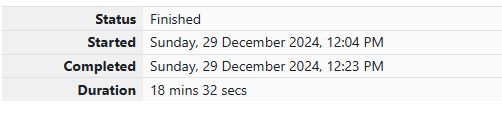 Status Finished
Started Sunday, 29 December 2024, 12:04 PM
Completed Sunday, 29 December 2024, 12:23 PM
Duration 18 mins 32 secs